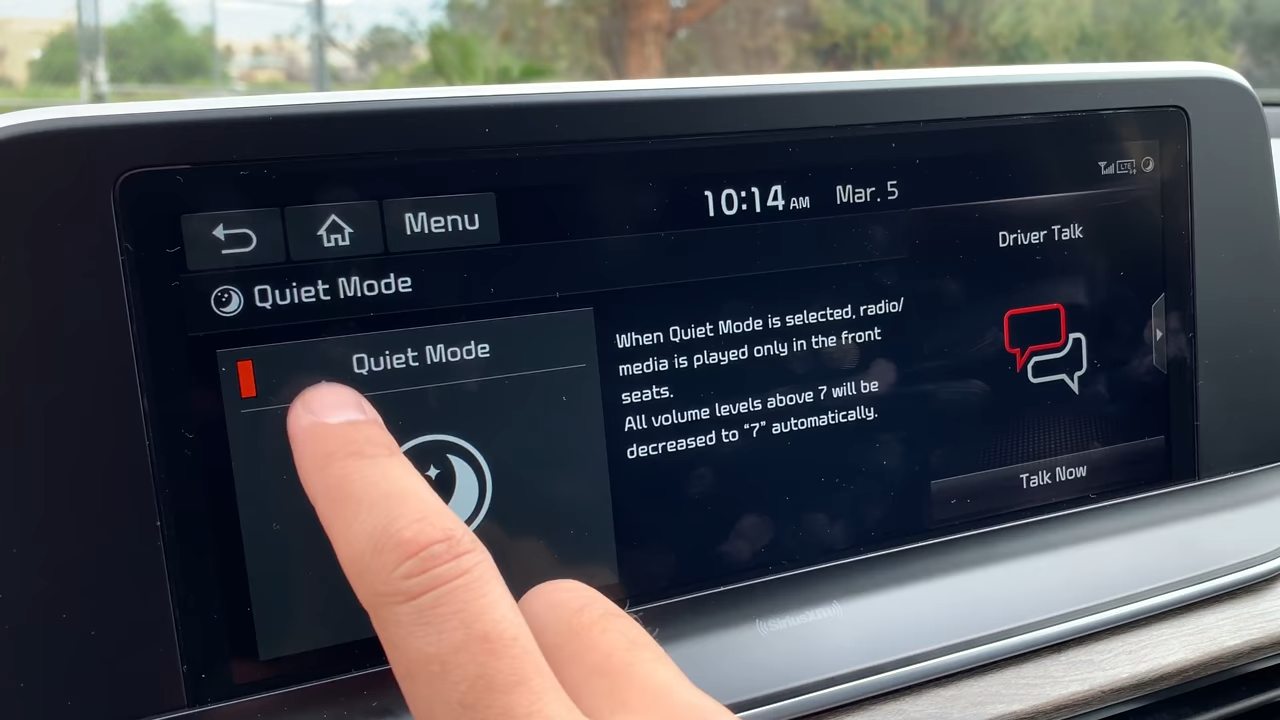 10:14 AM Mar. 5
LTE
Menu
Quiet Mode
Driver Talk
Quiet Mode
When Quiet Mode is selected, radio/
media is played only in the front
seats.
All volume levels above 7 will be
decreased to “7” automatically.
Talk Now
SiriusXM